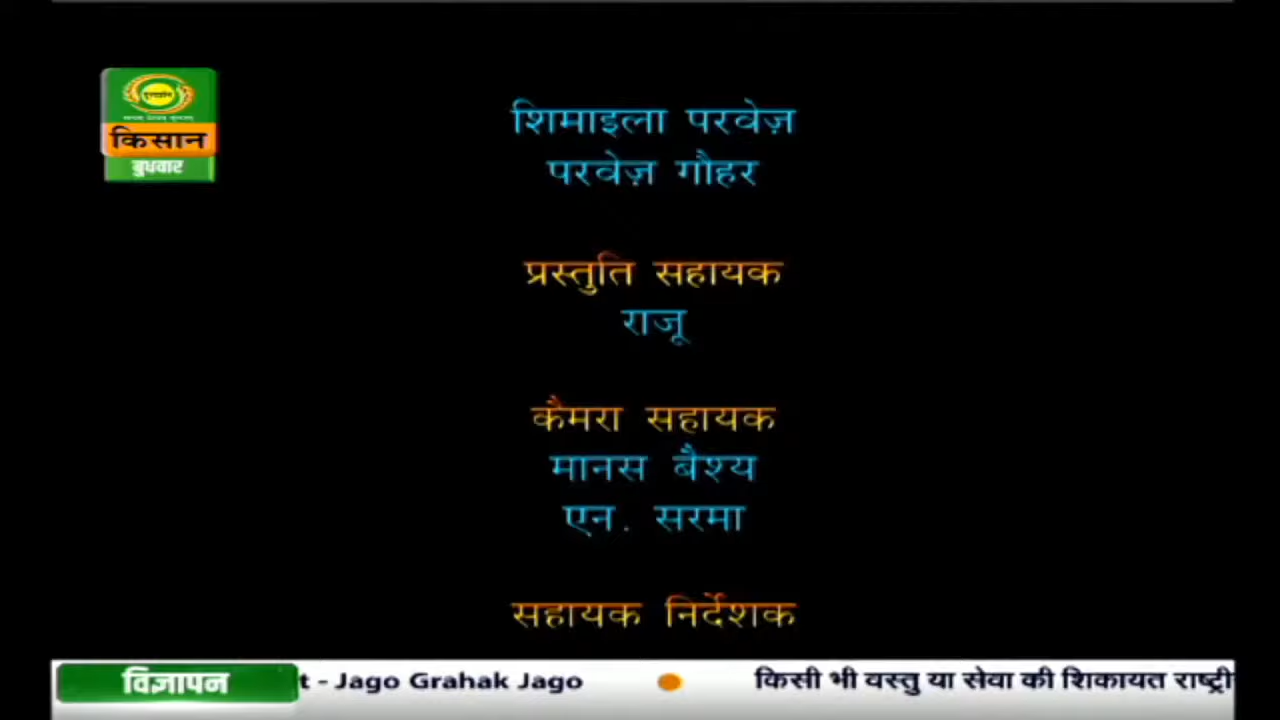 किसान
बुधवार
शिमाइला परवेज़
परवेज़ गौहर
प्रस्तुति सहायक
राजू
कैमरा सहायक
मानस बैश्य
एन. सरमा
सहायक निर्देशक
विज्ञापन
t - Jago Grahak Jago
किसी भी वस्तु या सेवा की शिकायत राष्ट्री